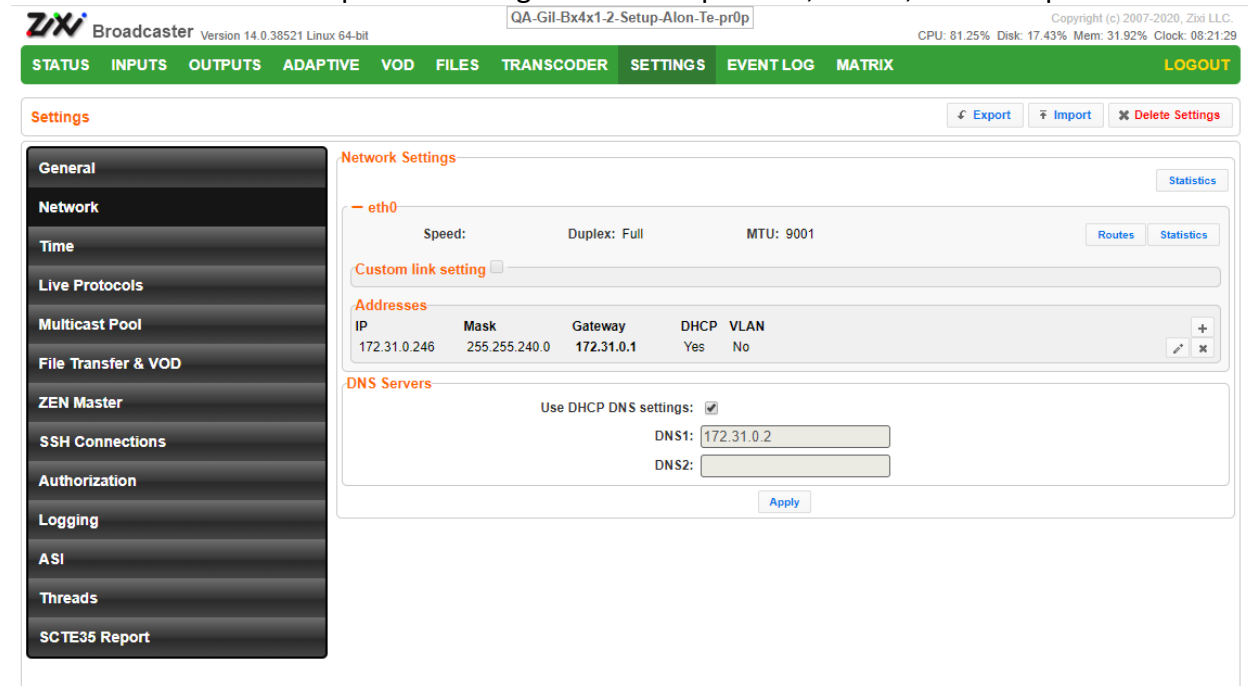 QA-Gil-Bx4x1-2-Setup-Alon-Te-pr0p
Copyright (c) 2007-2020, Zixi LLC.
ZiXi Broadcaster Version 14.0.38521 Linux 64-bit
CPU: 81.25% Disk: 17.43% Mem: 31.92% Clock: 08:21:29
STATUS INPUTS OUTPUTS ADAPTIVE VOD FILES TRANSCODER SETTINGS EVENT LOG MATRIX LOGOUT
Settings Export Import Delete Settings
General
Network
Time
Live Protocols
Multicast Pool
File Transfer & VOD
ZEN Master
SSH Connections
Authorization
Logging
ASI
Threads
SCTE35 Report
Network Settings
Statistics
eth0
Speed: Duplex: Full MTU: 9001 Routes Statistics
Custom link setting
Addresses
IP Mask Gateway DHCP VLAN
172.31.0.246 255.255.240.0 172.31.0.1 Yes No
DNS Servers
Use DHCP DNS settings:
DNS1: 172.31.0.2
DNS2:
Apply